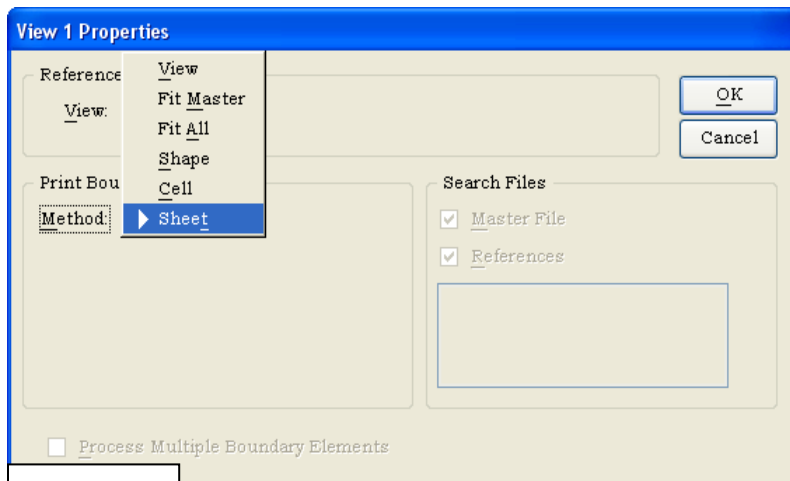 View 1 Properties
Reference
View:
View
Fit Master
Fit All
Shape
Cell
Sheet
OK
Cancel
Print Bou
Method:
Search Files
Master File
References
Process Multiple Boundary Elements